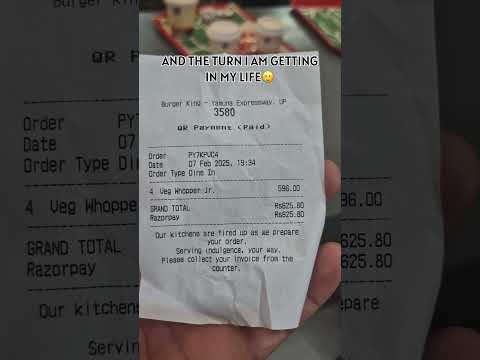 AND THE TURN I AM GETTING
IN MY LIFE🥲
Burger King - Yamuna Expressway, UP
3580
QR Payment (Paid)
Order PY7KFVC4
Date 07 Feb 2025, 19:34
Order Type Dine In
4 Veg Whopper Jr. 596.00
GRAND TOTAL Rs625.80
Razorpay Rs625.80
Our kitchens are fired up as we prepare
your order.
Serving indulgence, your way.
Please collect your invoice from the
counter.